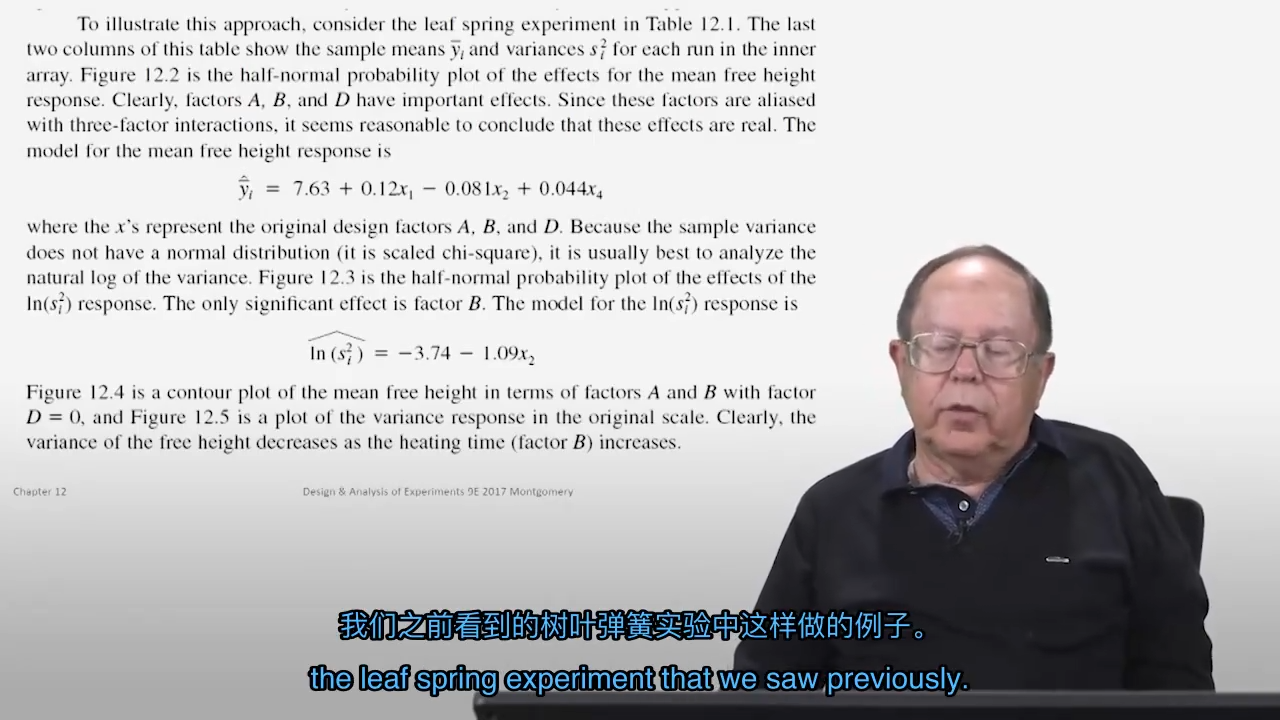 To illustrate this approach, consider the leaf spring experiment in Table 12.1. The last
two columns of this table show the sample means ȳᵢ and variances sᵢ² for each run in the inner
array. Figure 12.2 is the half-normal probability plot of the effects for the mean free height
response. Clearly, factors A, B, and D have important effects. Since these factors are aliased
with three-factor interactions, it seems reasonable to conclude that these effects are real. The
model for the mean free height response is
ŷ̄ᵢ = 7.63 + 0.12x₁ − 0.081x₂ + 0.044x₄
where the x's represent the original design factors A, B, and D. Because the sample variance
does not have a normal distribution (it is scaled chi-square), it is usually best to analyze the
natural log of the variance. Figure 12.3 is the half-normal probability plot of the effects of the
ln(sᵢ²) response. The only significant effect is factor B. The model for the ln(sᵢ²) response is
ln (sᵢ²)^ = −3.74 − 1.09x₂
Figure 12.4 is a contour plot of the mean free height in terms of factors A and B with factor
D = 0, and Figure 12.5 is a plot of the variance response in the original scale. Clearly, the
variance of the free height decreases as the heating time (factor B) increases.
Chapter 12
Design & Analysis of Experiments 9E 2017 Montgomery
我们之前看到的树叶弹簧实验中这样做的例子。
the leaf spring experiment that we saw previously.